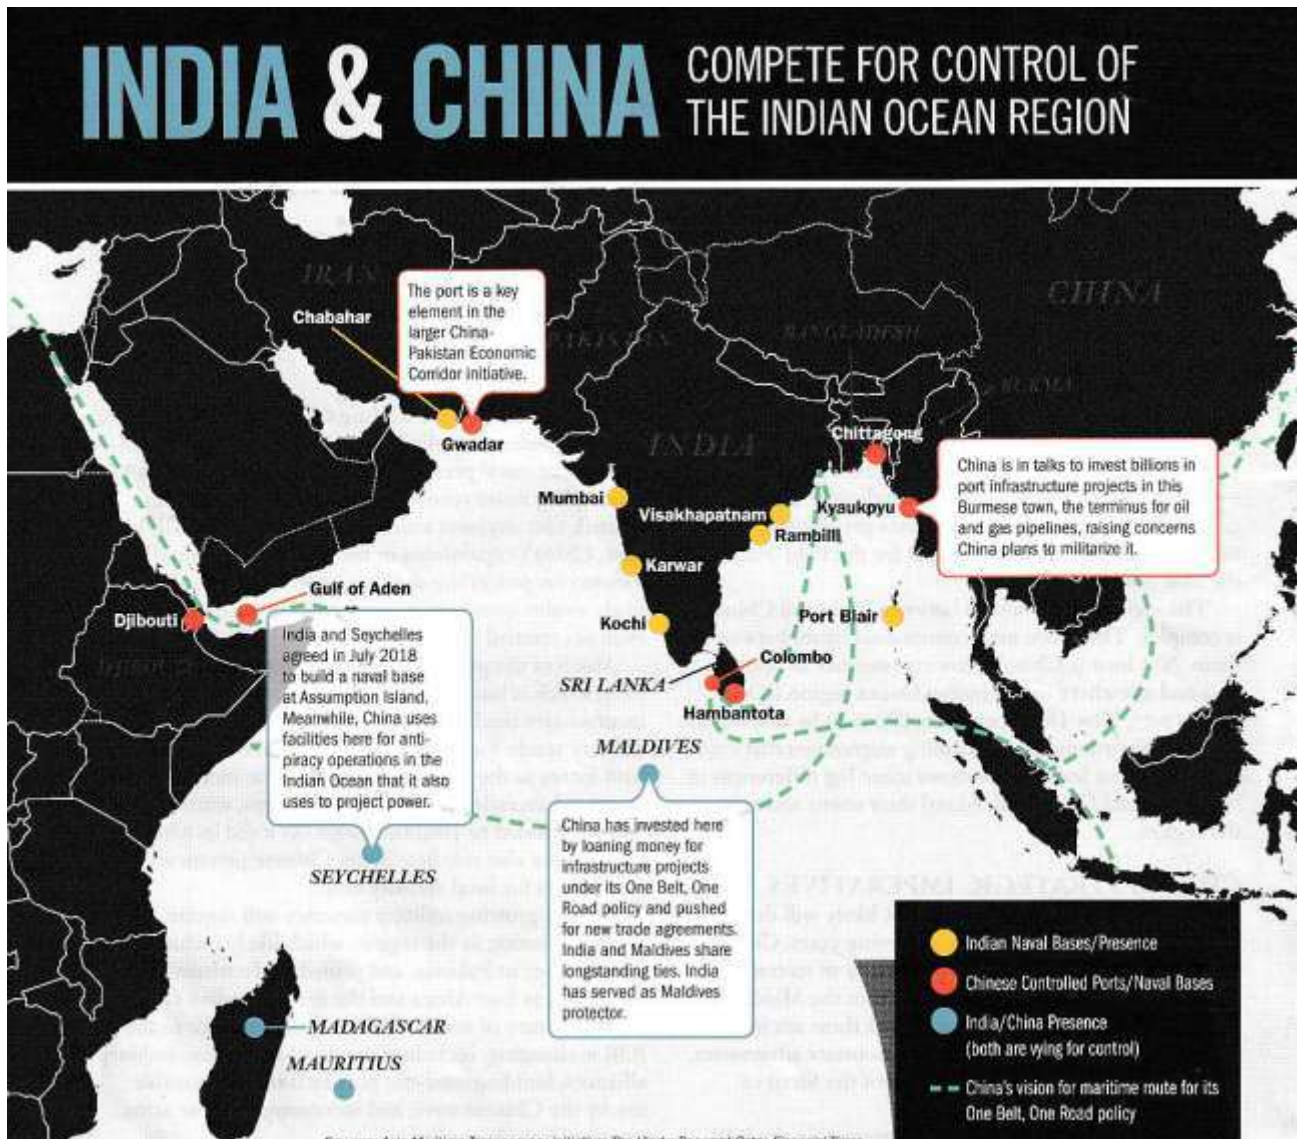 INDIA & CHINA
COMPETE FOR CONTROL OF
THE INDIAN OCEAN REGION
IRAN
CHINA
The port is a key
element in the
larger China-
Pakistan Economic
Corridor initiative.
Chabahar
PAKISTAN
BANGLADESH
BURMA
Gwadar
INDIA
Chittagong
China is in talks to invest billions in
port infrastructure projects in this
Burmese town, the terminus for oil
and gas pipelines, raising concerns
China plans to militarize it.
Mumbai
Visakhapatnam
Kyaukpyu
Rambilli
Karwar
Gulf of Aden
Djibouti
Kochi
Port Blair
India and Seychelles
agreed in July 2018
to build a naval base
at Assumption Island.
Meanwhile, China uses
facilities here for anti-
piracy operations in the
Indian Ocean that it also
uses to project power.
Colombo
SRI LANKA
Hambantota
MALDIVES
China has invested here
by loaning money for
infrastructure projects
under its One Belt, One
Road policy and pushed
for new trade agreements.
India and Maldives share
longstanding ties. India
has served as Maldives
protector.
SEYCHELLES
MADAGASCAR
MAURITIUS
Indian Naval Bases/Presence
Chinese Controlled Ports/Naval Bases
India/China Presence
(both are vying for control)
China's vision for maritime route for its
One Belt, One Road policy